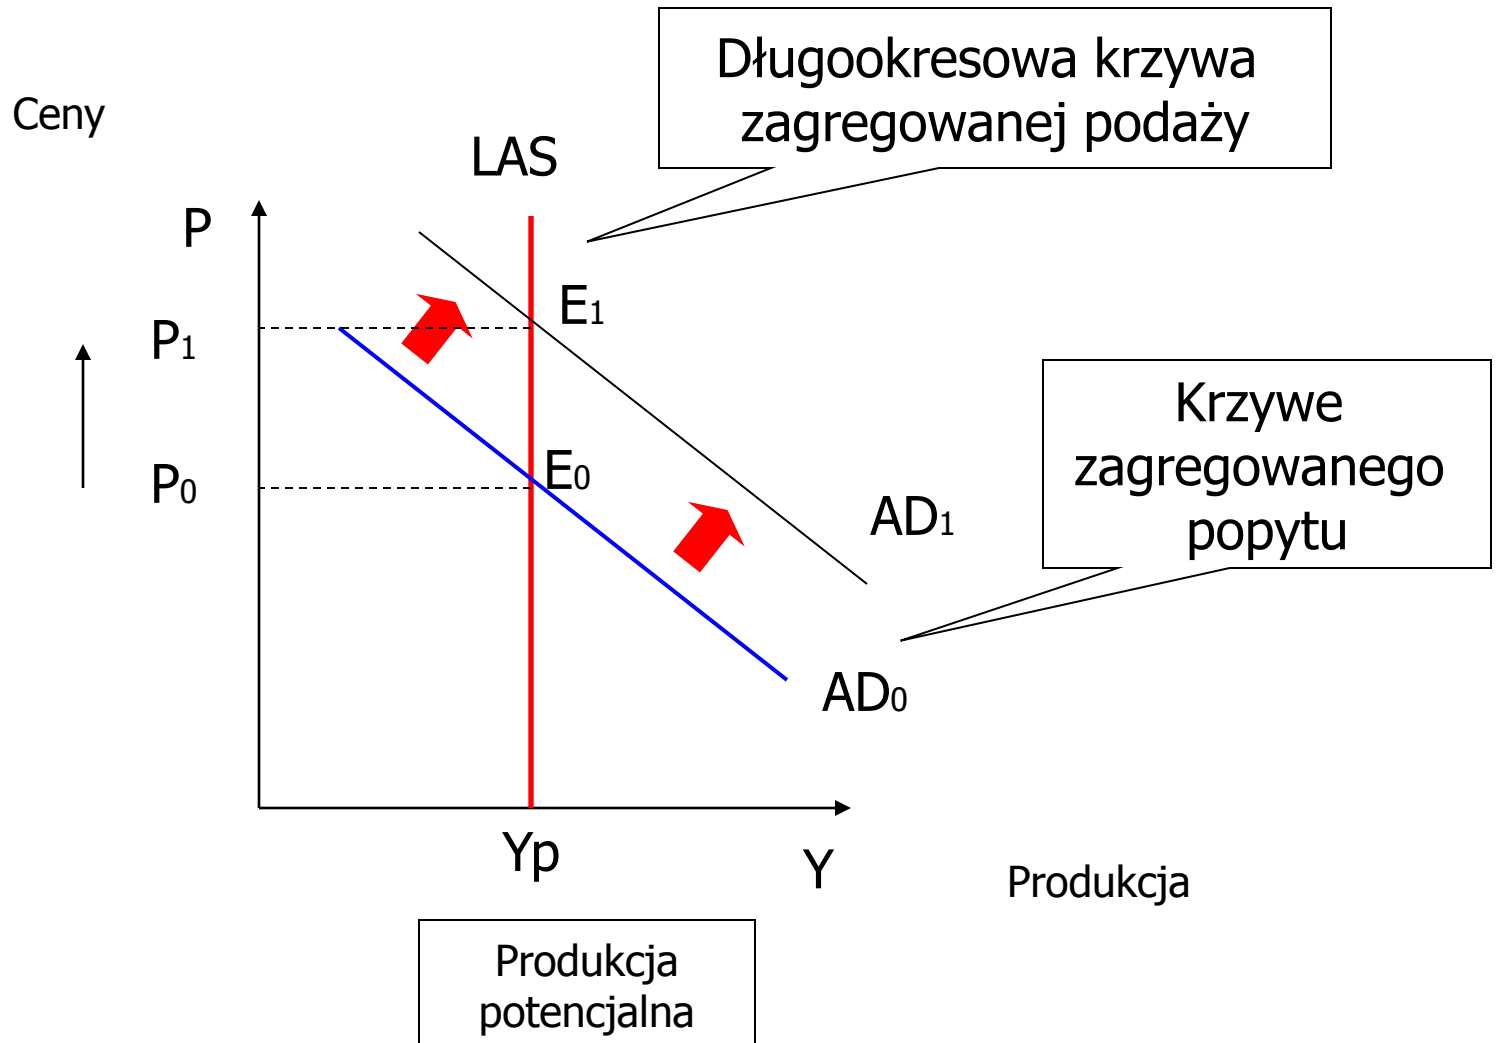 Długookresowa krzywa
zagregowanej podaży
Ceny
LAS
P
E1
P1
Krzywe
zagregowanego
popytu
E0
P0
AD1
AD0
Yp
Y
Produkcja
Produkcja
potencjalna